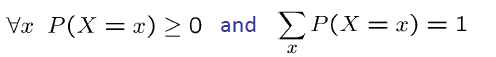 ∀x P(X = x) ≥ 0 and ∑ₓ P(X = x) = 1